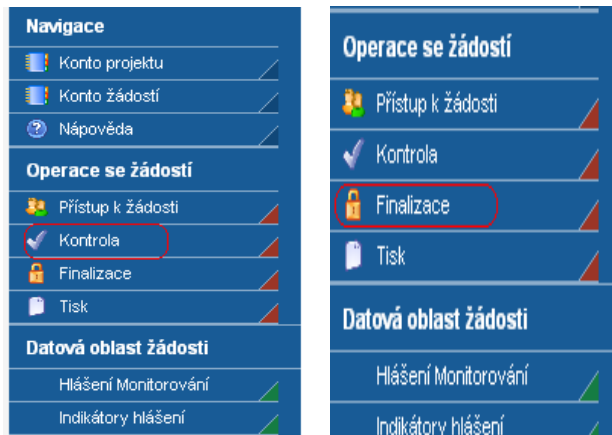 Navigace
Konto projektu
Konto žádostí
Nápověda
Operace se žádostí
Přístup k žádosti
Kontrola
Finalizace
Tisk
Datová oblast žádosti
Hlášení Monitorování
Indikátory hlášení
Operace se žádostí
Přístup k žádosti
Kontrola
Finalizace
Tisk
Datová oblast žádosti
Hlášení Monitorování
Indikátory hlášení